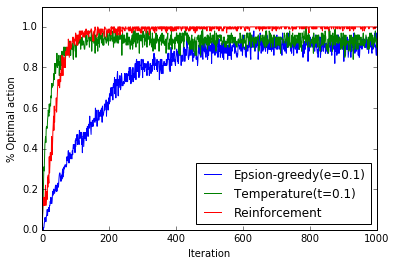 1.0
0.8
0.6
0.4
0.2
0.0
% Optimal action
0 200 400 600 800 1000
Iteration
Epsion-greedy(e=0.1)
Temperature(t=0.1)
Reinforcement